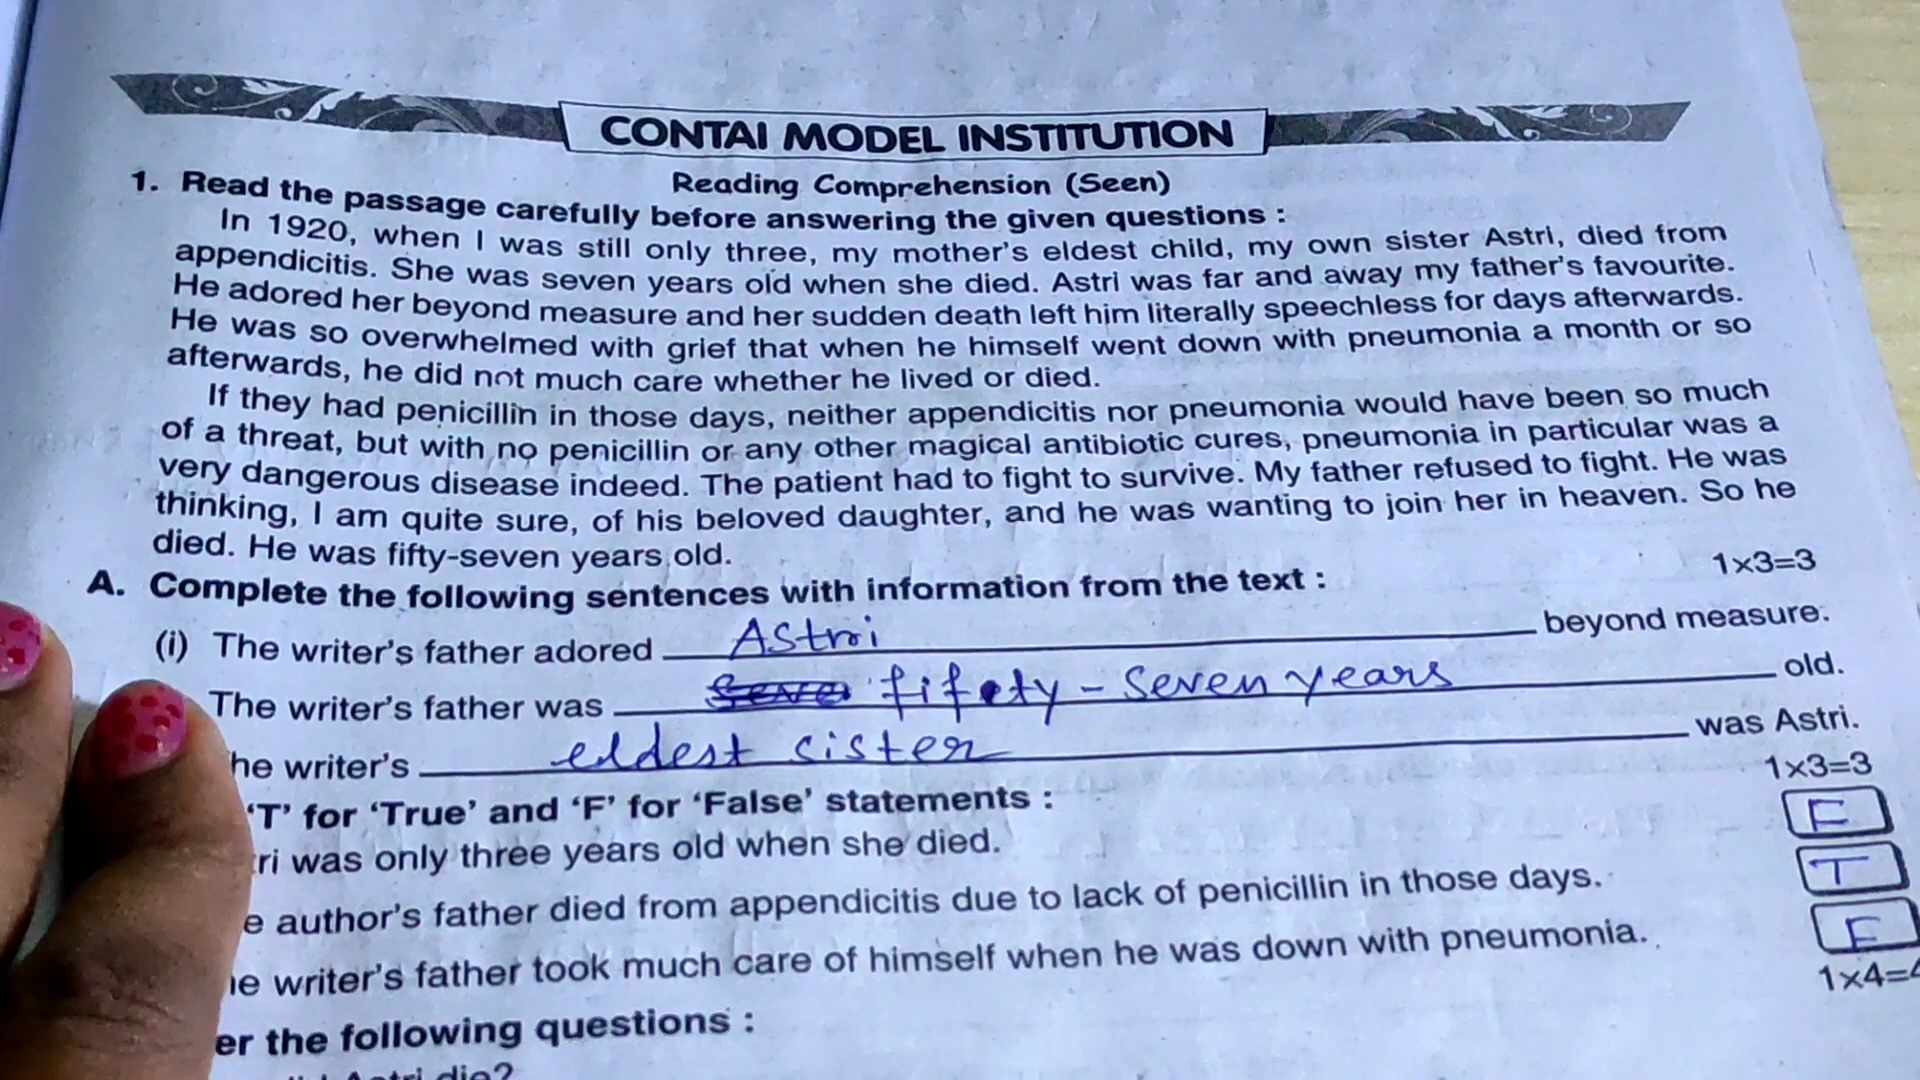 CONTAI MODEL INSTITUTION
Reading Comprehension (Seen)
1. Read the passage carefully before answering the given questions :
In 1920, when I was still only three, my mother's eldest child, my own sister Astri, died from
appendicitis. She was seven years old when she died. Astri was far and away my father's favourite.
He adored her beyond measure and her sudden death left him literally speechless for days afterwards.
He was so overwhelmed with grief that when he himself went down with pneumonia a month or so
afterwards, he did not much care whether he lived or died.
If they had penicillin in those days, neither appendicitis nor pneumonia would have been so much
of a threat, but with no penicillin or any other magical antibiotic cures, pneumonia in particular was a
very dangerous disease indeed. The patient had to fight to survive. My father refused to fight. He was
thinking, I am quite sure, of his beloved daughter, and he was wanting to join her in heaven. So he
died. He was fifty-seven years old.
A. Complete the following sentences with information from the text : 1×3=3
(i) The writer's father adored Astri beyond measure.
The writer's father was fifety - seven years old.
he writer's eldest sister was Astri.
1×3=3
'T' for 'True' and 'F' for 'False' statements :
ri was only three years old when she died. F
e author's father died from appendicitis due to lack of penicillin in those days. T
e writer's father took much care of himself when he was down with pneumonia. F
1×4=4
er the following questions :
Astri die?